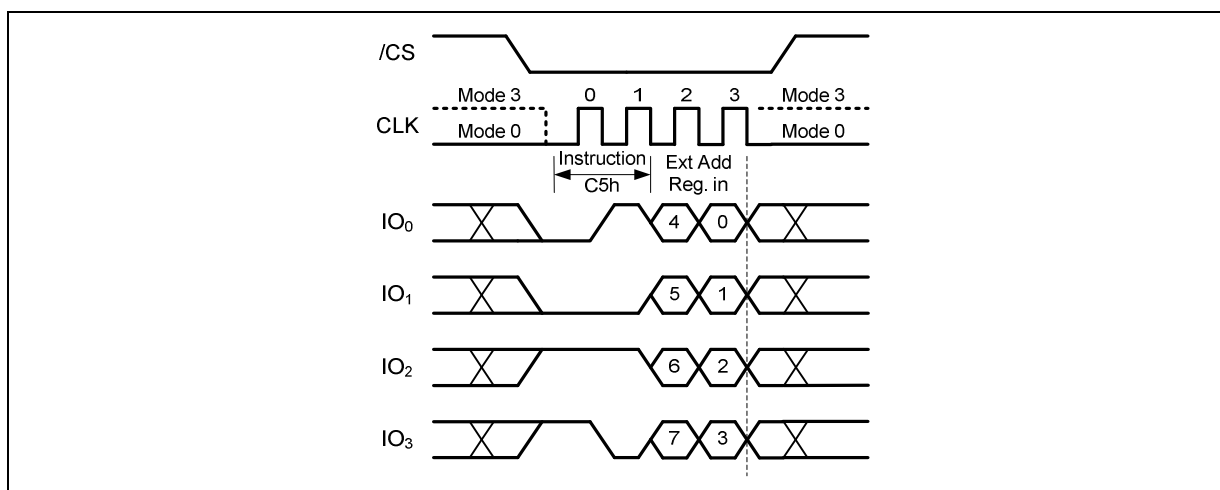 /CS
Mode 3 0 1 2 3 Mode 3
CLK
Mode 0 Mode 0
Instruction Ext Add
C5h Reg. in
IO₀ 4 0
IO₁ 5 1
IO₂ 6 2
IO₃ 7 3